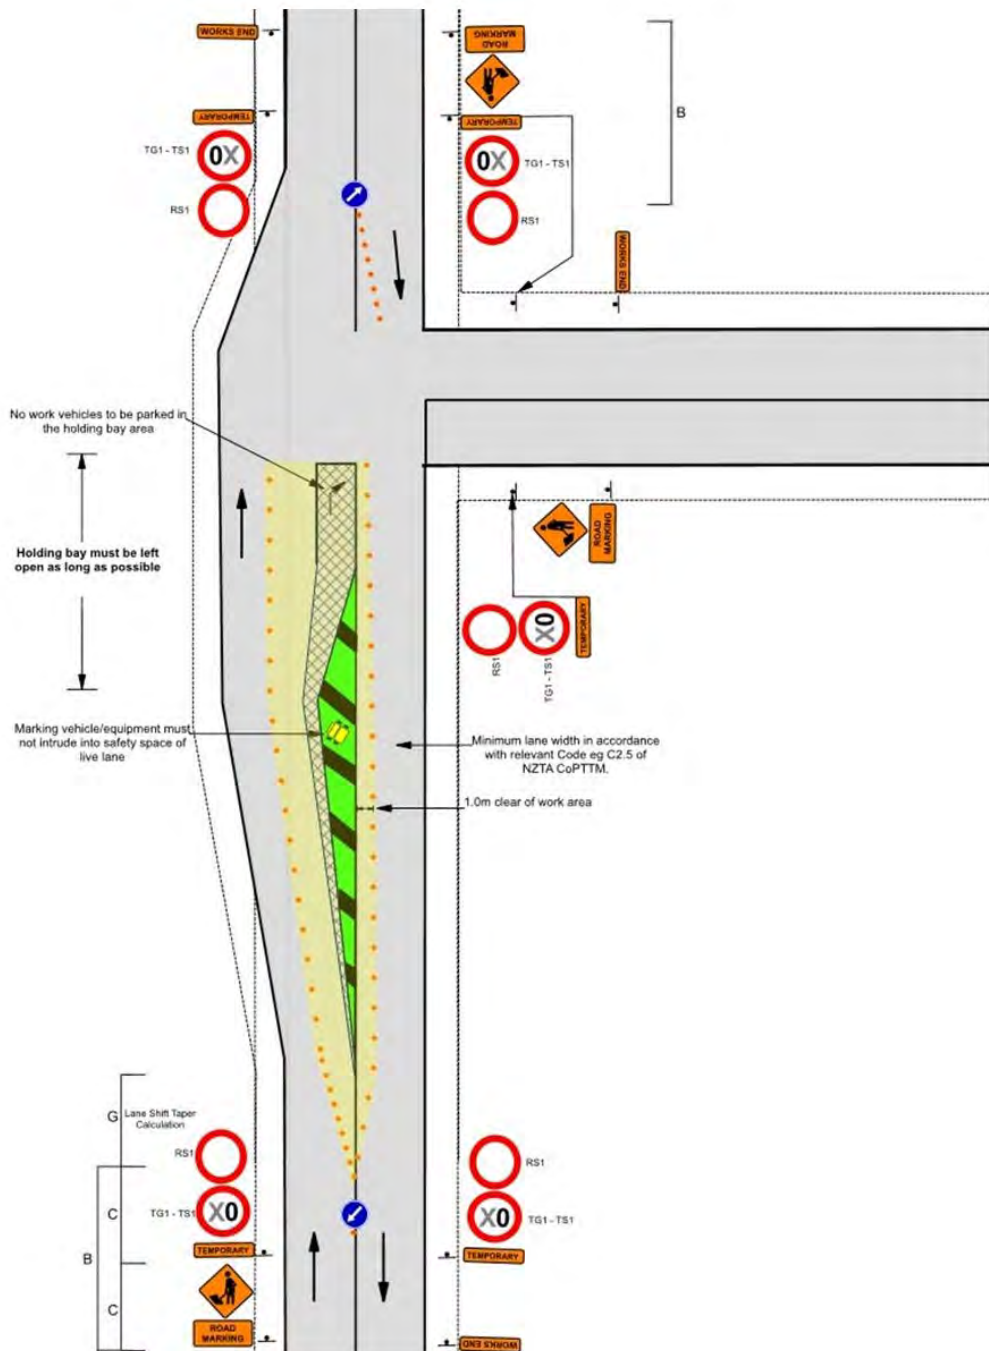 WORKS END
ROAD
MARKING
TEMPORARY
TEMPORARY
B
TG1 - TS1
0X
0X
TG1 - TS1
RS1
RS1
WORKS END
No work vehicles to be parked in
the holding bay area
Holding bay must be left
open as long as possible
ROAD
MARKING
TEMPORARY
X0
RS1
TG1 - TS1
Marking vehicle/equipment must
not intrude into safety space of
live lane
Minimum lane width in accordance
with relevant Code eg C2.5 of
NZTA CoPTTM.
1.0m clear of work area
G
Lane Shift Taper
Calculation
RS1
RS1
C
TG1 - TS1
X0
X0
TG1 - TS1
B
TEMPORARY
TEMPORARY
C
ROAD
MARKING
WORKS END